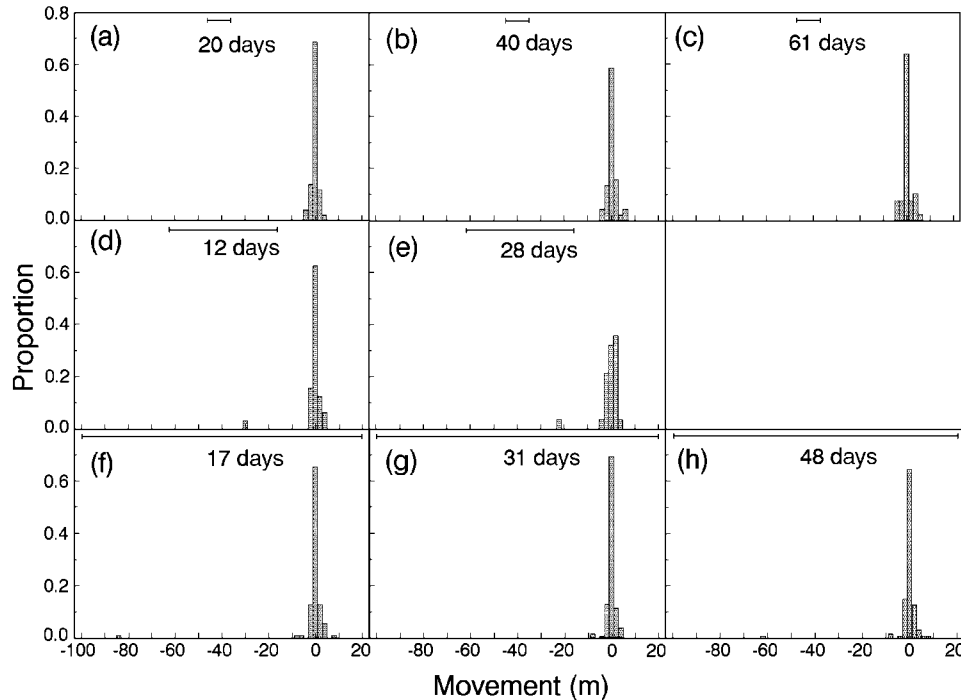 0.8
(a)
20 days
(b)
40 days
(c)
61 days
0.6
0.4
0.2
0.0
(d)
12 days
(e)
28 days
0.6
0.4
0.2
0.0
(f)
17 days
(g)
31 days
(h)
48 days
0.6
0.4
0.2
0.0
Proportion
-100 -80 -60 -40 -20 0 20
-80 -60 -40 -20 0 20
-80 -60 -40 -20 0 20
Movement (m)